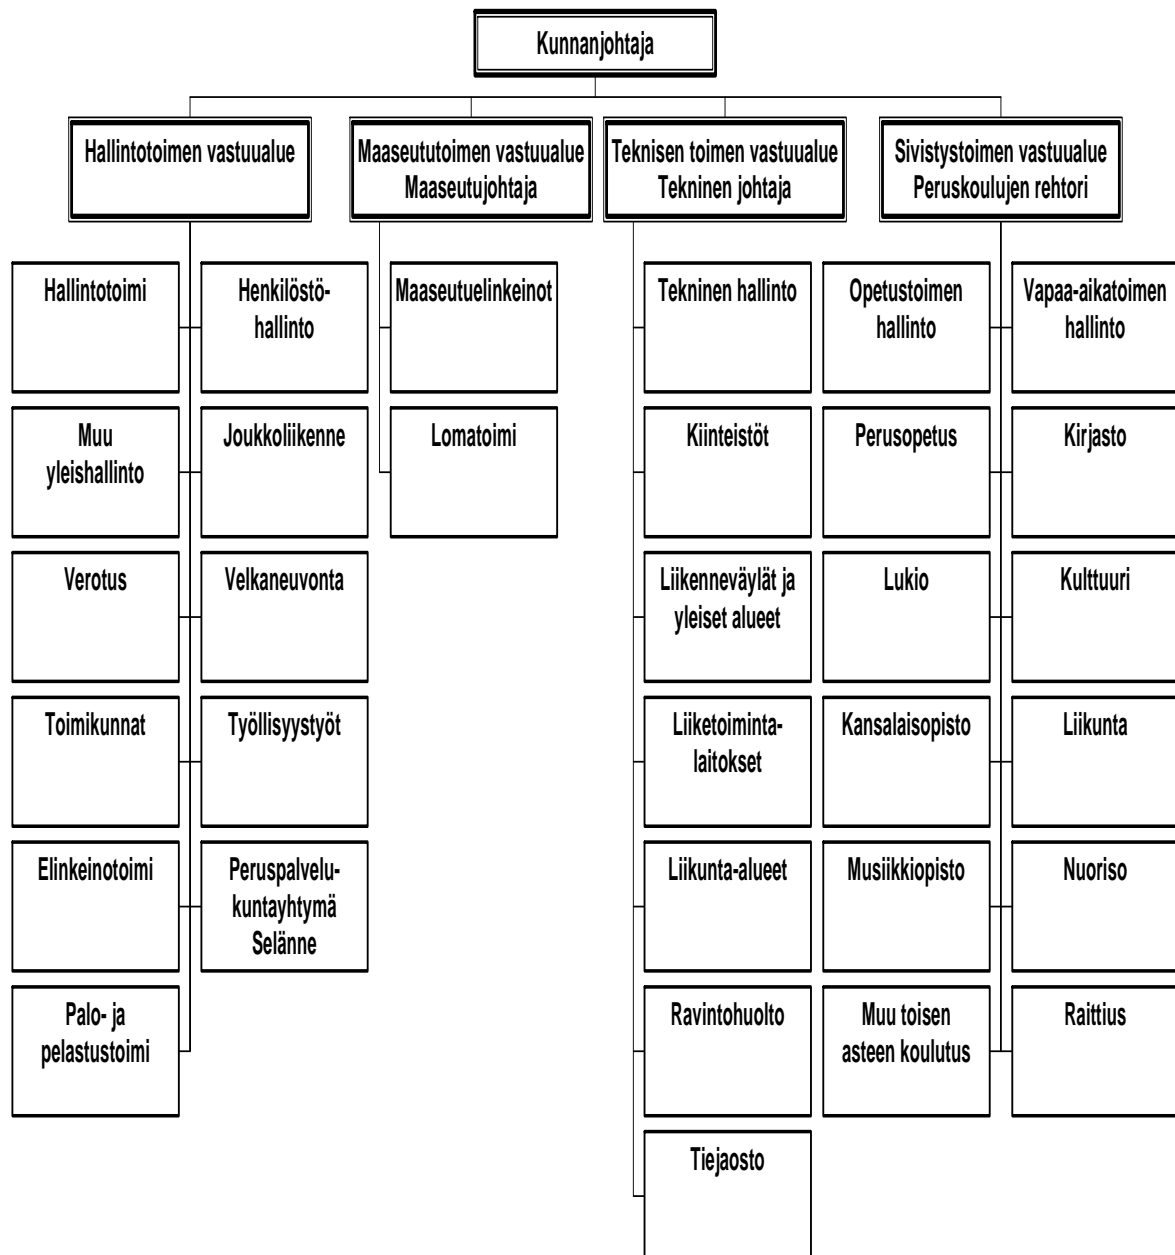 Kunnanjohtaja
Hallintotoimen vastuualue
Maaseututoimen vastuualue
Maaseutujohtaja
Teknisen toimen vastuualue
Tekninen johtaja
Sivistystoimen vastuualue
Peruskoulujen rehtori
Hallintotoimi
Henkilöstö-
hallinto
Maaseutuelinkeinot
Tekninen hallinto
Opetustoimen
hallinto
Vapaa-aikatoimen
hallinto
Muu
yleishallinto
Joukkoliikenne
Lomatoimi
Kiinteistöt
Perusopetus
Kirjasto
Verotus
Velkaneuvonta
Liikenneväylät ja
yleiset alueet
Lukio
Kulttuuri
Toimikunnat
Työllisyystyöt
Liiketoiminta-
laitokset
Kansalaisopisto
Liikunta
Elinkeinotoimi
Peruspalvelu-
kuntayhtymä
Selänne
Liikunta-alueet
Musiikkiopisto
Nuoriso
Palo- ja
pelastustoimi
Ravintohuolto
Muu toisen
asteen koulutus
Raittius
Tiejaosto